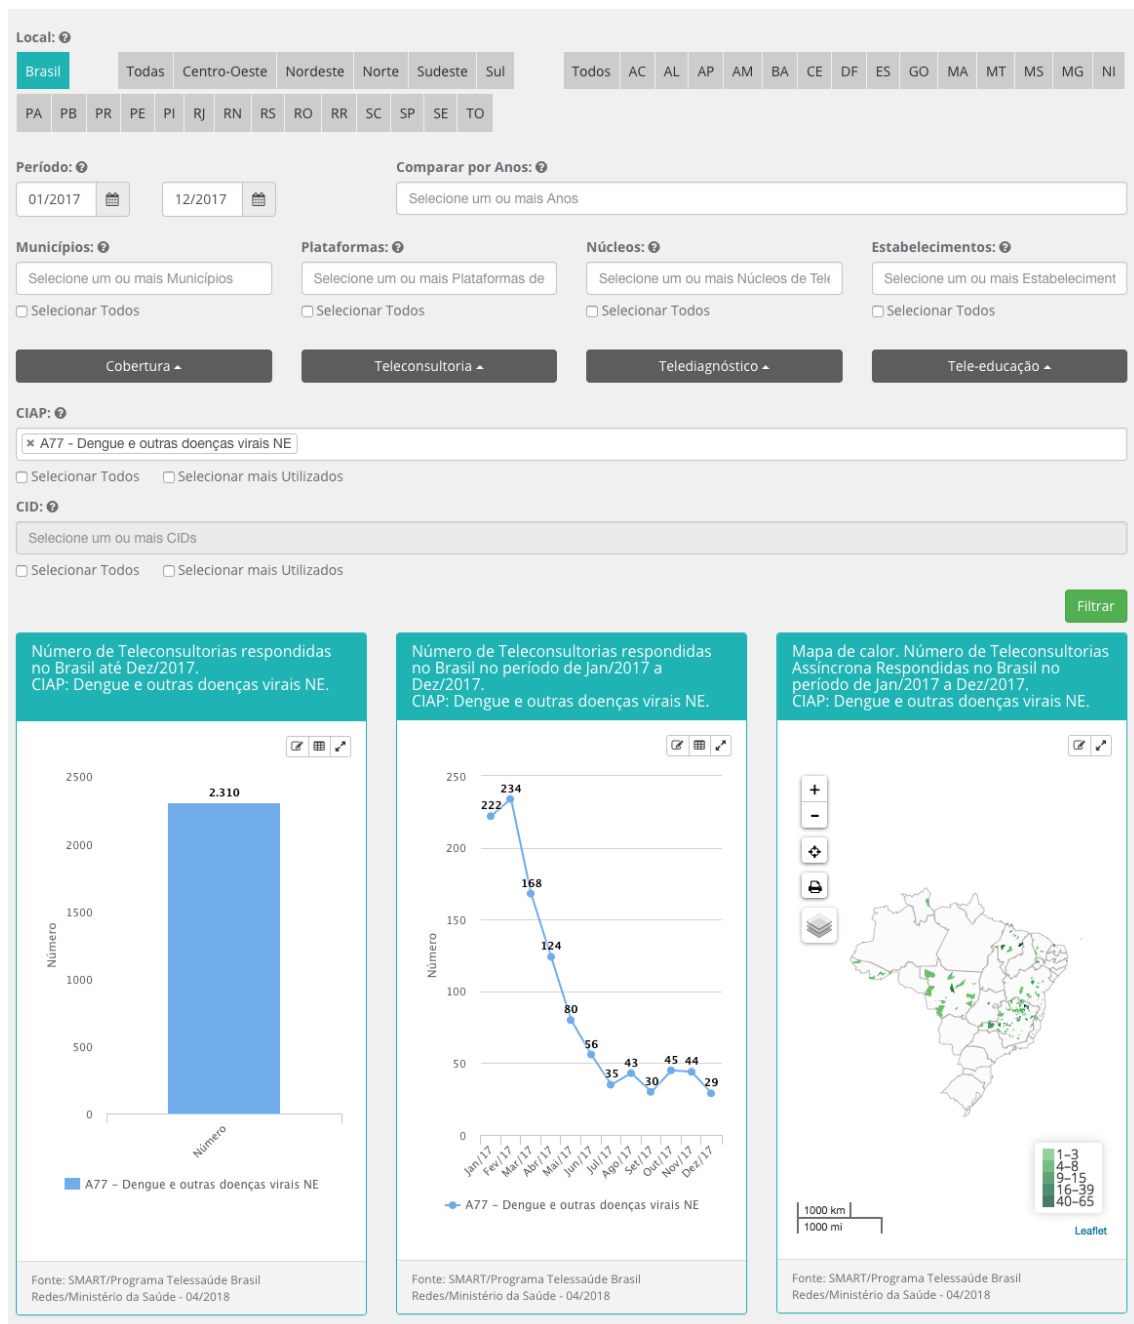 Local:
Brasil Todas Centro-Oeste Nordeste Norte Sudeste Sul Todos AC AL AP AM BA CE DF ES GO MA MT MS MG NI
PA PB PR PE PI RJ RN RS RO RR SC SP SE TO
Período: Comparar por Anos:
01/2017 12/2017 Selecione um ou mais Anos
Municípios: Plataformas: Núcleos: Estabelecimentos:
Selecione um ou mais Municípios Selecione um ou mais Plataformas de Selecione um ou mais Núcleos de Tele Selecione um ou mais Estabeleciment
Selecionar Todos Selecionar Todos Selecionar Todos Selecionar Todos
Cobertura Teleconsultoria Telediagnóstico Tele-educação
CIAP:
A77 - Dengue e outras doenças virais NE
Selecionar Todos Selecionar mais Utilizados
CID:
Selecione um ou mais CIDs
Selecionar Todos Selecionar mais Utilizados
Filtrar
Número de Teleconsultorias respondidas
no Brasil até Dez/2017.
CIAP: Dengue e outras doenças virais NE.
2500
2.310
2000
1500
1000
500
0
Número
Número
A77 – Dengue e outras doenças virais NE
Fonte: SMART/Programa Telessaúde Brasil
Redes/Ministério da Saúde - 04/2018
Número de Teleconsultorias respondidas
no Brasil no período de Jan/2017 a
Dez/2017.
CIAP: Dengue e outras doenças virais NE.
250
200
150
100
50
0
Número
222 234 168 124 80 56 35 43 30 45 44 29
Jan/17 Fev/17 Mar/17 Abr/17 Mai/17 Jun/17 Jul/17 Ago/17 Set/17 Out/17 Nov/17 Dez/17
A77 – Dengue e outras doenças virais NE
Fonte: SMART/Programa Telessaúde Brasil
Redes/Ministério da Saúde - 04/2018
Mapa de calor. Número de Teleconsultorias
Assíncrona Respondidas no Brasil no
período de Jan/2017 a Dez/2017.
CIAP: Dengue e outras doenças virais NE.
+
-
1–3
4–8
9–15
16–39
40–65
1000 km
1000 mi
Leaflet
Fonte: SMART/Programa Telessaúde Brasil
Redes/Ministério da Saúde - 04/2018